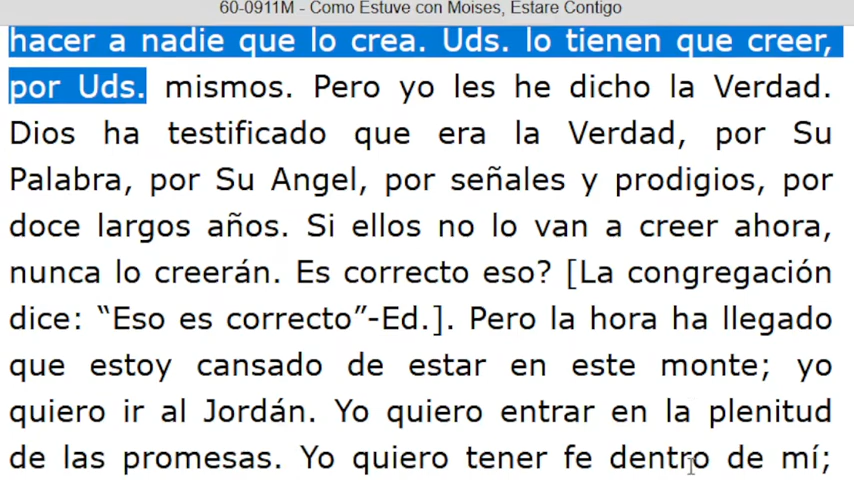 60-0911M - Como Estuve con Moises, Estare Contigo
hacer a nadie que lo crea. Uds. lo tienen que creer,
por Uds. mismos. Pero yo les he dicho la Verdad.
Dios ha testificado que era la Verdad, por Su
Palabra, por Su Angel, por señales y prodigios, por
doce largos años. Si ellos no lo van a creer ahora,
nunca lo creerán. Es correcto eso? [La congregación
dice: “Eso es correcto”-Ed.]. Pero la hora ha llegado
que estoy cansado de estar en este monte; yo
quiero ir al Jordán. Yo quiero entrar en la plenitud
de las promesas. Yo quiero tener fe dentro de mí;